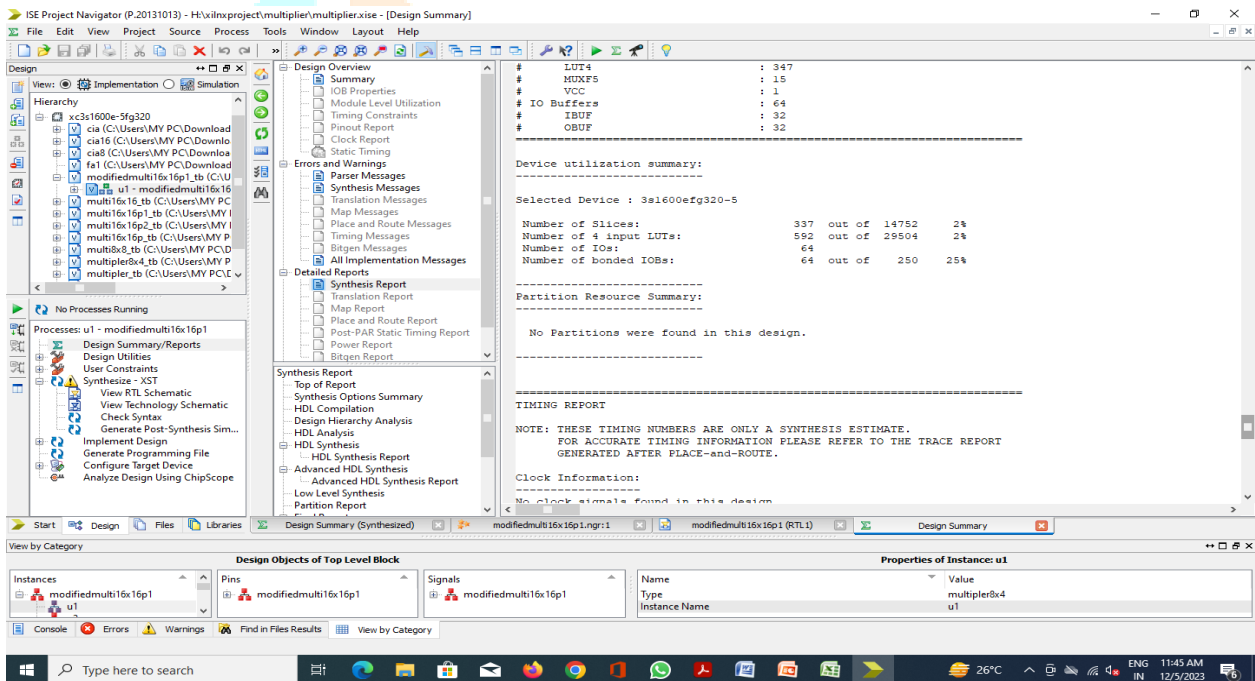 ISE Project Navigator (P.20131013) - H:\xilnxproject\multiplier\multiplier.xise - [Design Summary]
File Edit View Project Source Process Tools Window Layout Help
Design
View: Implementation Simulation
Hierarchy
xc3s1600e-5fg320
cia (C:\Users\MY PC\Download
cia16 (C:\Users\MY PC\Downlo
cia8 (C:\Users\MY PC\Downloa
fa1 (C:\Users\MY PC\Download
modifiedmulti16x16p1_tb (C:\U
u1 - modifiedmulti16x16
multi16x16_tb (C:\Users\MY PC
multi16x16p1_tb (C:\Users\MY
multi16x16p2_tb (C:\Users\MY
multi16x16p_tb (C:\Users\MY P
multi8x8_tb (C:\Users\MY PC\D
multipler8x4_tb (C:\Users\MY P
multipler_tb (C:\Users\MY PC\
No Processes Running
Processes: u1 - modifiedmulti16x16p1
Design Summary/Reports
Design Utilities
User Constraints
Synthesize - XST
View RTL Schematic
View Technology Schematic
Check Syntax
Generate Post-Synthesis Sim...
Implement Design
Generate Programming File
Configure Target Device
Analyze Design Using ChipScope
Design Overview
Summary
IOB Properties
Module Level Utilization
Timing Constraints
Pinout Report
Clock Report
Static Timing
Errors and Warnings
Parser Messages
Synthesis Messages
Translation Messages
Map Messages
Place and Route Messages
Timing Messages
Bitgen Messages
All Implementation Messages
Detailed Reports
Synthesis Report
Translation Report
Map Report
Place and Route Report
Post-PAR Static Timing Report
Power Report
Bitgen Report
Synthesis Report
Top of Report
Synthesis Options Summary
HDL Compilation
Design Hierarchy Analysis
HDL Analysis
HDL Synthesis
HDL Synthesis Report
Advanced HDL Synthesis
Advanced HDL Synthesis Report
Low Level Synthesis
Partition Report
# LUT4 : 347
# MUXF5 : 15
# VCC : 1
# IO Buffers : 64
# IBUF : 32
# OBUF : 32
=========================================================================
Device utilization summary:
---------------------------
Selected Device : 3s1600efg320-5
Number of Slices: 337 out of 14752 2%
Number of 4 input LUTs: 592 out of 29504 2%
Number of IOs: 64
Number of bonded IOBs: 64 out of 250 25%
---------------------------
Partition Resource Summary:
---------------------------
No Partitions were found in this design.
---------------------------
=========================================================================
TIMING REPORT
NOTE: THESE TIMING NUMBERS ARE ONLY A SYNTHESIS ESTIMATE.
FOR ACCURATE TIMING INFORMATION PLEASE REFER TO THE TRACE REPORT
GENERATED AFTER PLACE-and-ROUTE.
Clock Information:
------------------
No clock signals found in this design
Start Design Files Libraries
Design Summary (Synthesized) modifiedmulti16x16p1.ngr:1 modifiedmulti16x16p1 (RTL1) Design Summary
View by Category
Design Objects of Top Level Block
Properties of Instance: u1
Instances Pins Signals Name Value
modifiedmulti16x16p1 modifiedmulti16x16p1 modifiedmulti16x16p1 Type multipler8x4
u1 Instance Name u1
Console Errors Warnings Find in Files Results View by Category
Type here to search
26°C
ENG
IN
11:45 AM
12/5/2023
6